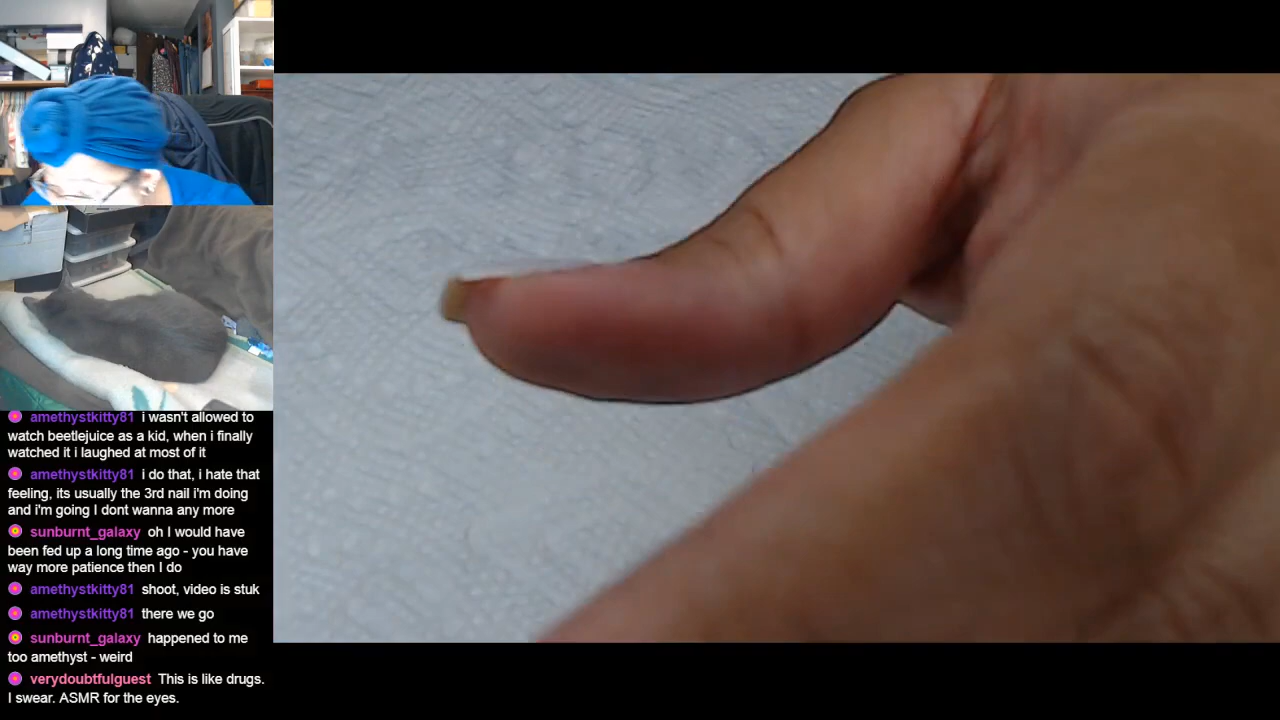 amethystkitty81 i wasn't allowed to
watch beetlejuice as a kid, when i finally
watched it i laughed at most of it
amethystkitty81 i do that, i hate that
feeling, its usually the 3rd nail i'm doing
and i'm going I dont wanna any more
sunburnt_galaxy oh I would have
been fed up a long time ago - you have
way more patience then I do
amethystkitty81 shoot, video is stuk
amethystkitty81 there we go
sunburnt_galaxy happened to me
too amethyst - weird
verydoubtfulguest This is like drugs.
I swear. ASMR for the eyes.